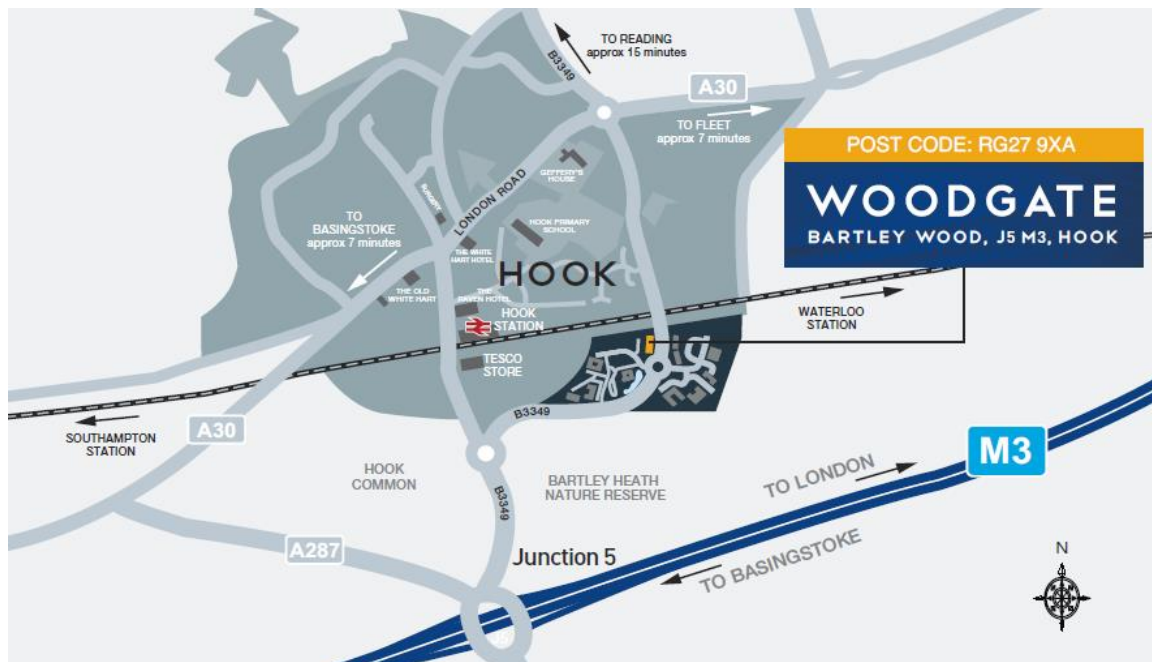 TO READING
approx 15 minutes
B3349
A30
TO FLEET
approx 7 minutes
POST CODE: RG27 9XA
WOODGATE
BARTLEY WOOD, J5 M3, HOOK
GEFFERY'S
HOUSE
SURGERY
LONDON ROAD
HOOK PRIMARY
SCHOOL
TO
BASINGSTOKE
approx 7 minutes
THE WHITE
HART HOTEL
HOOK
THE OLD
WHITE HART
THE
RAVEN HOTEL
HOOK
STATION
TESCO
STORE
WATERLOO
STATION
B3349
SOUTHAMPTON
STATION
A30
HOOK
COMMON
BARTLEY HEATH
NATURE RESERVE
M3
TO LONDON
B3349
TO BASINGSTOKE
A287
Junction 5
N
J5